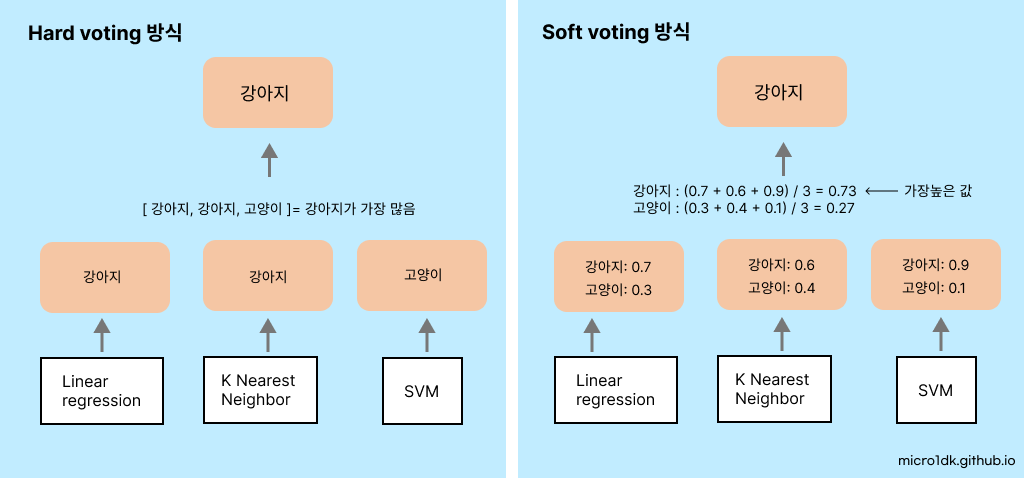 Hard voting 방식
강아지
[ 강아지, 강아지, 고양이 ]= 강아지가 가장 많음
강아지
강아지
고양이
Linear
regression
K Nearest
Neighbor
SVM
Soft voting 방식
강아지
강아지 : (0.7 + 0.6 + 0.9) / 3 = 0.73 <── 가장높은 값
고양이 : (0.3 + 0.4 + 0.1) / 3 = 0.27
강아지: 0.7
고양이: 0.3
강아지: 0.6
고양이: 0.4
강아지: 0.9
고양이: 0.1
Linear
regression
K Nearest
Neighbor
SVM
micro1dk.github.io